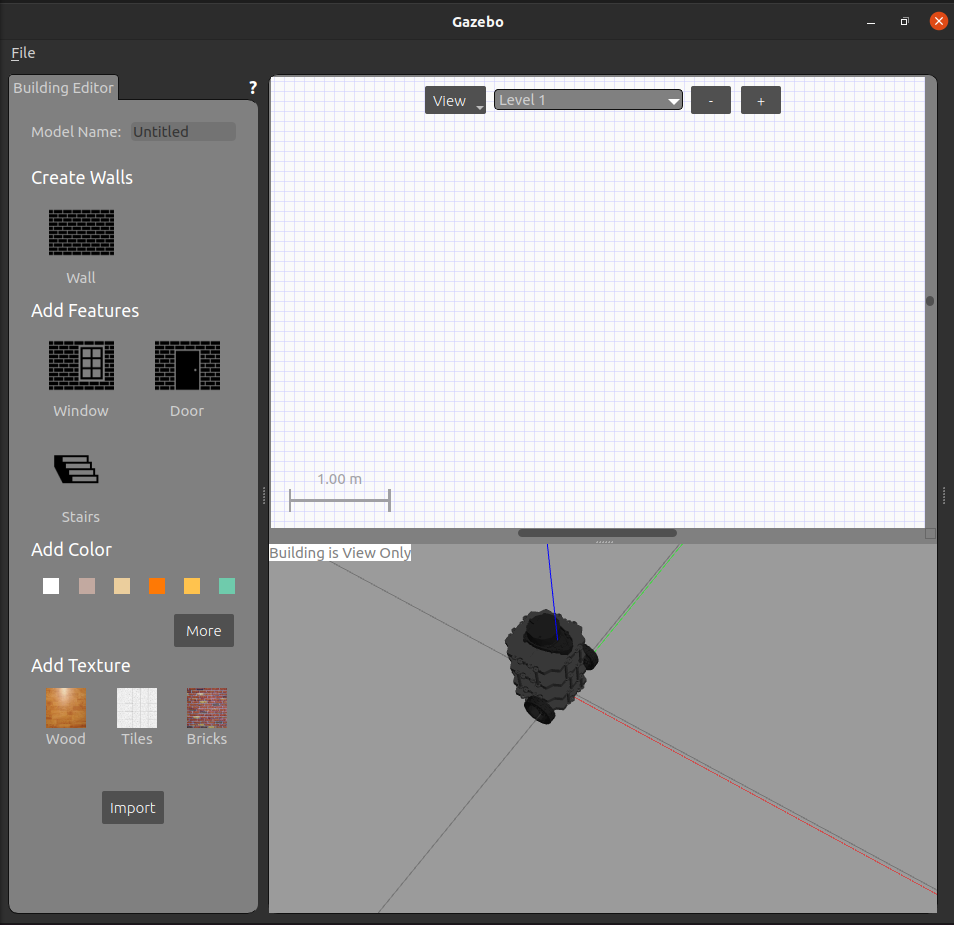 Gazebo
File
Building Editor
?
Model Name: Untitled
Create Walls
Wall
Add Features
Window Door
Stairs
Add Color
More
Add Texture
Wood Tiles Bricks
Import
View Level 1 - +
1.00 m
Building is View Only